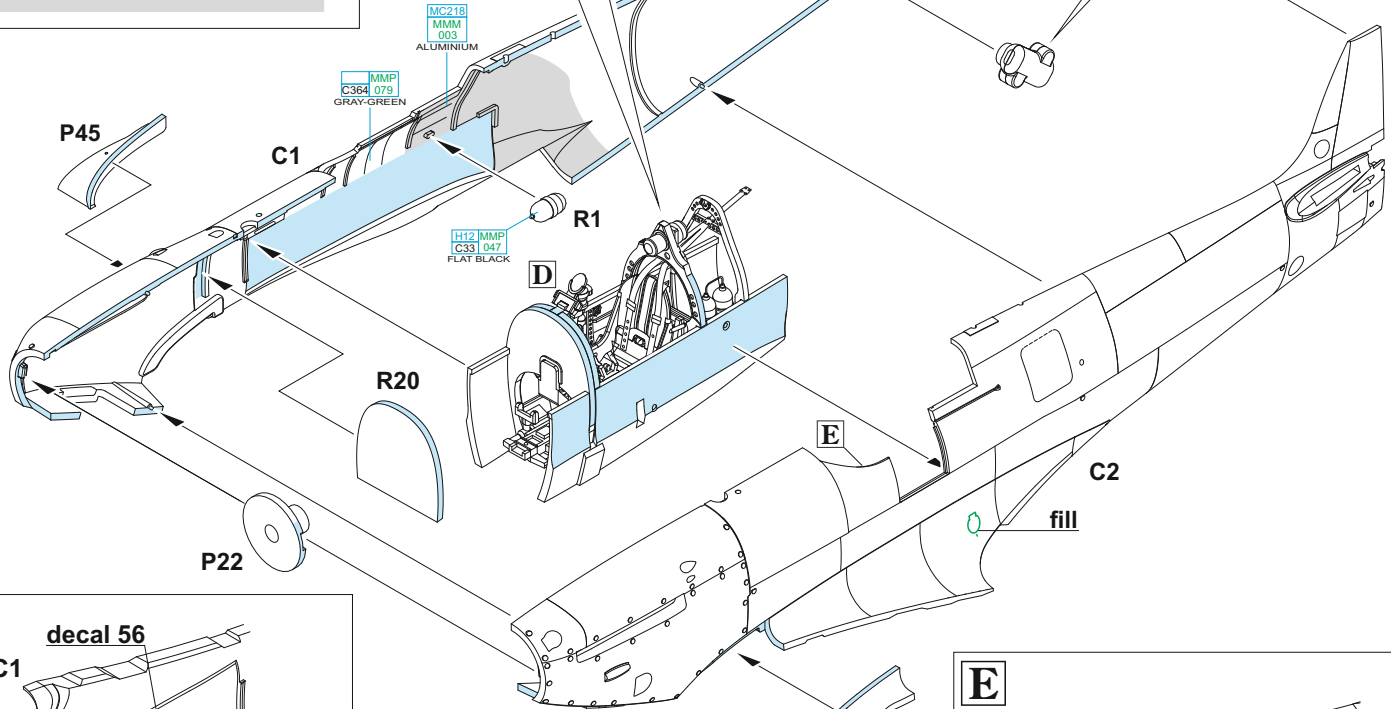 MC218
MMM
003
ALUMINIUM
MMP
C364 079
GRAY-GREEN
P45
C1
R1
H12 MMP
C33 047
FLAT BLACK
D
R20
E
C2
fill
P22
decal 56
C1
E